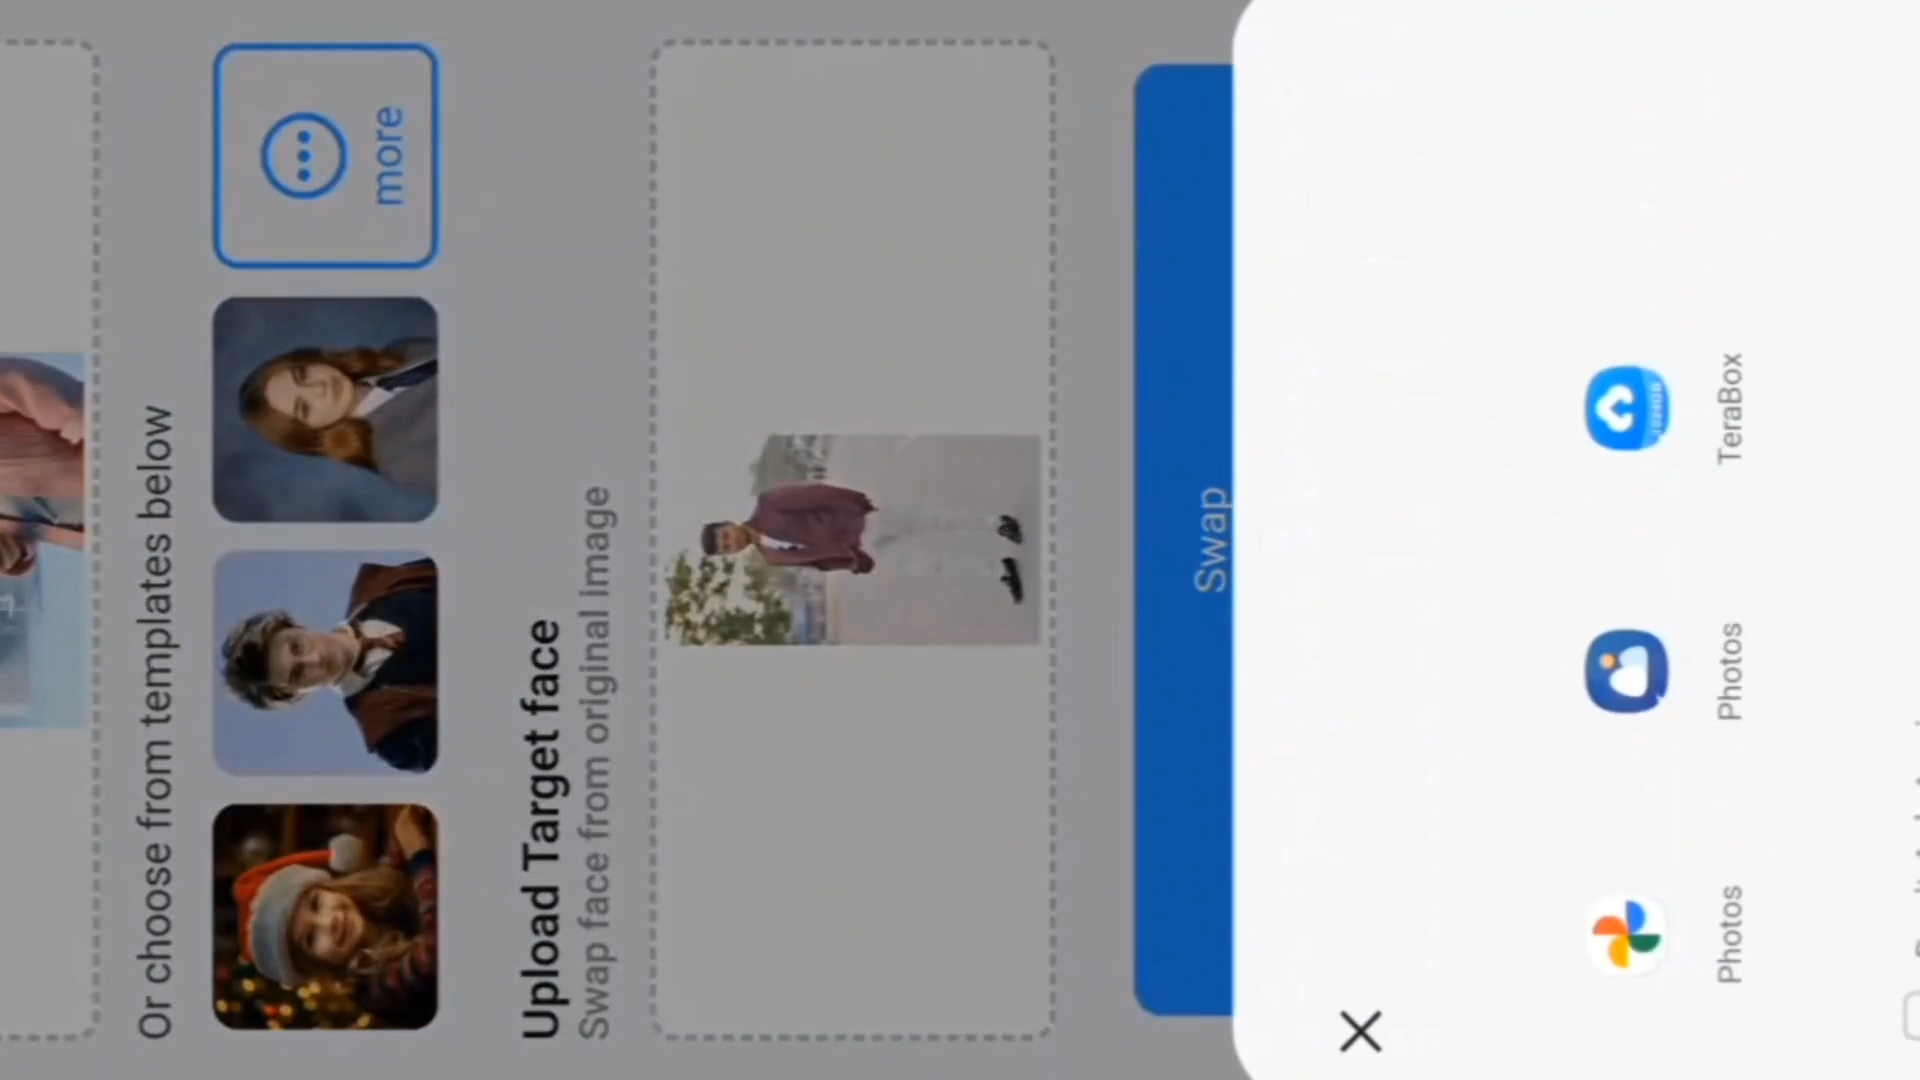 Or choose from templates below
more
Upload Target face
Swap face from original image
Swap
Photos
Photos
TeraBox